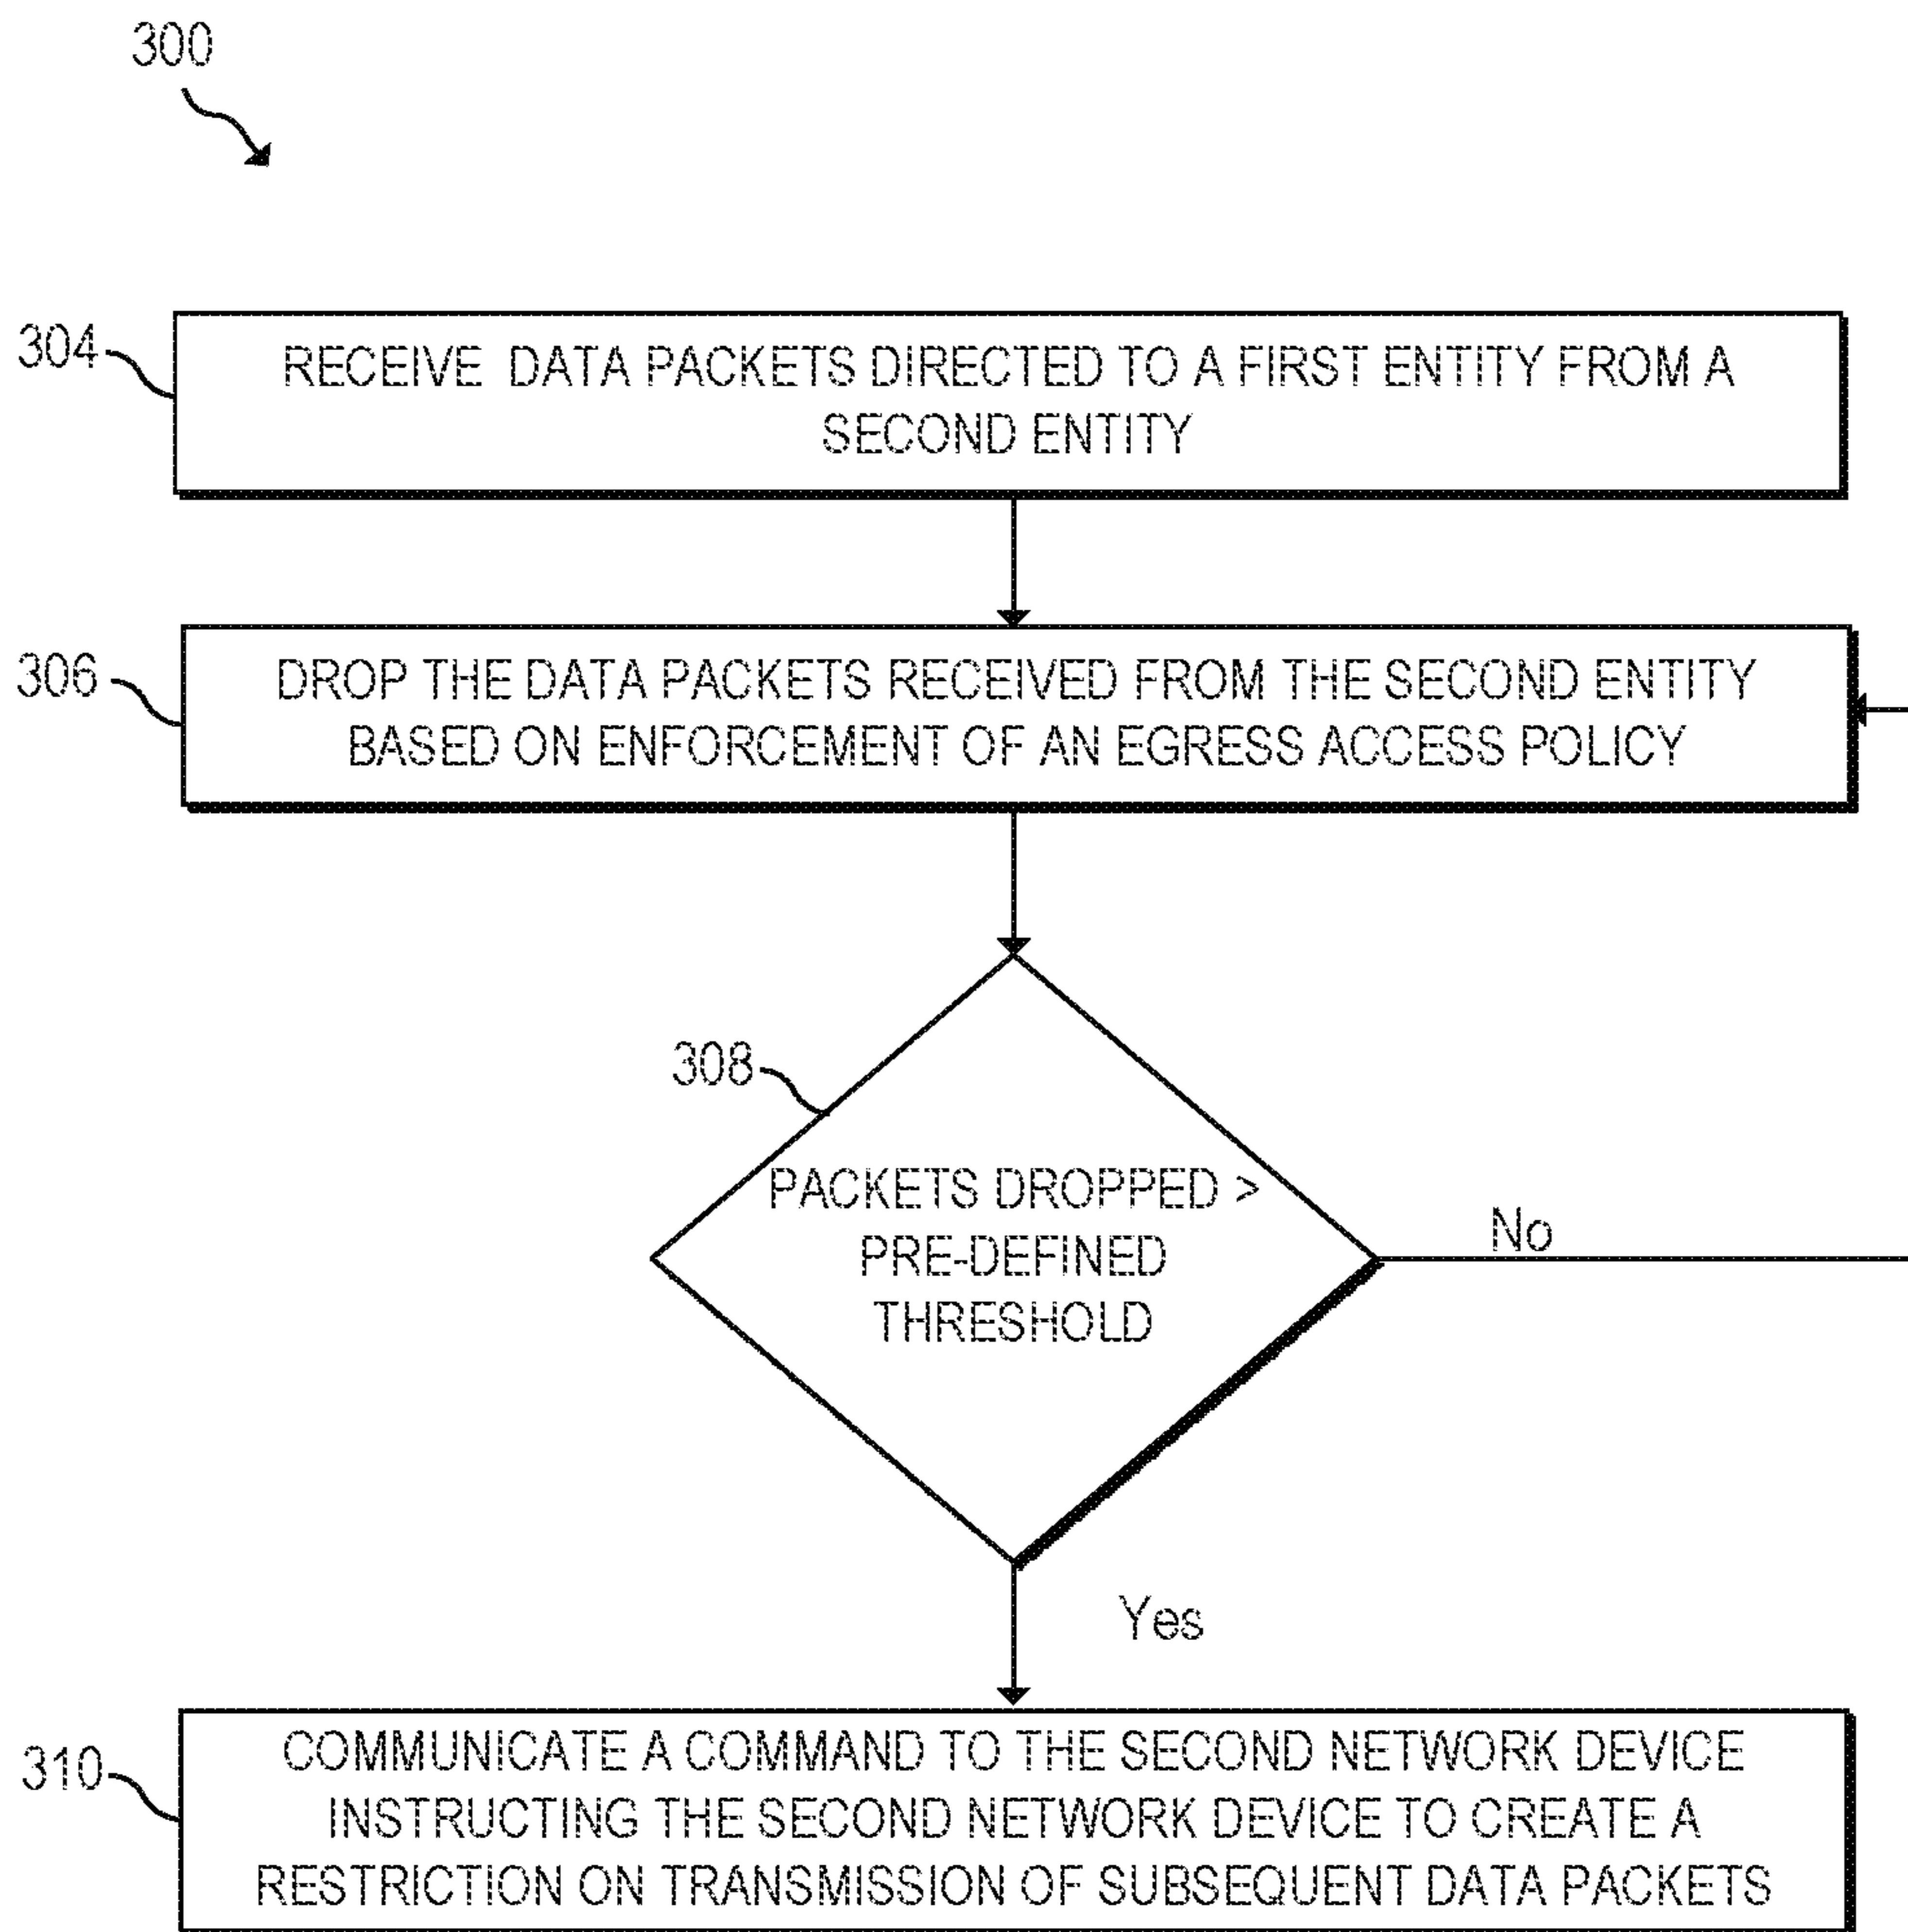 300
304
RECEIVE DATA PACKETS DIRECTED TO A FIRST ENTITY FROM A
SECOND ENTITY
306
DROP THE DATA PACKETS RECEIVED FROM THE SECOND ENTITY
BASED ON ENFORCEMENT OF AN EGRESS ACCESS POLICY
308
PACKETS DROPPED >
PRE-DEFINED
THRESHOLD
No
Yes
310
COMMUNICATE A COMMAND TO THE SECOND NETWORK DEVICE
INSTRUCTING THE SECOND NETWORK DEVICE TO CREATE A
RESTRICTION ON TRANSMISSION OF SUBSEQUENT DATA PACKETS